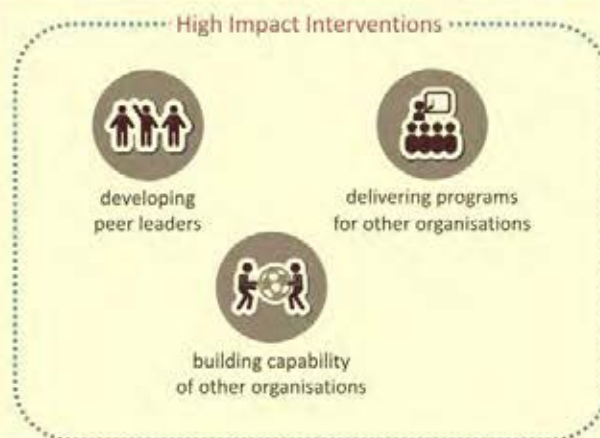 High Impact Interventions
developing
peer leaders
delivering programs
for other organisations
building capability
of other organisations